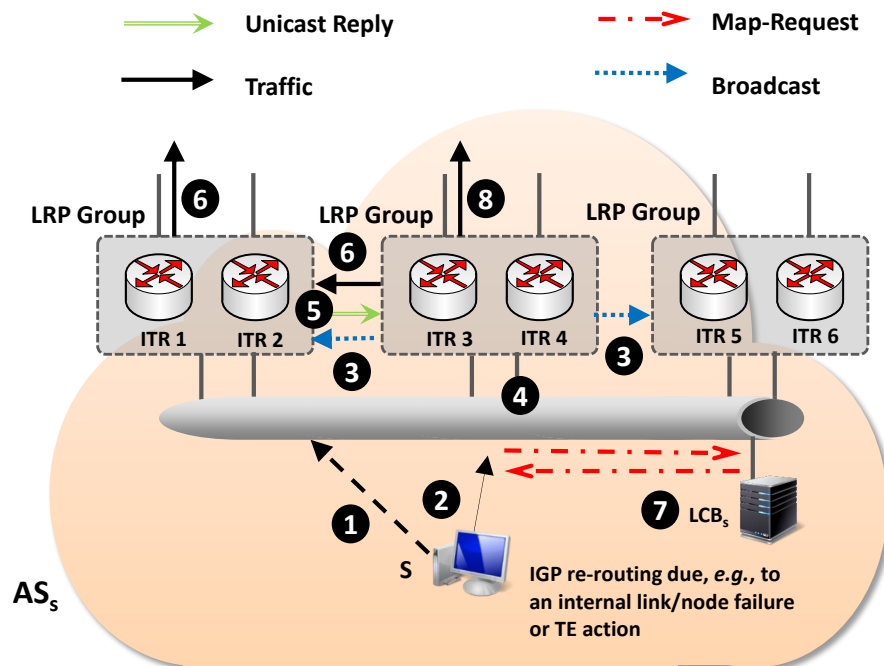 Unicast Reply
Map-Request
Traffic
Broadcast
6
8
LRP Group
LRP Group
LRP Group
6
5
ITR 1
ITR 2
ITR 3
ITR 4
ITR 5
ITR 6
3
3
4
2
1
7
LCBs
S
IGP re-routing due, e.g., to
an internal link/node failure
or TE action
ASs